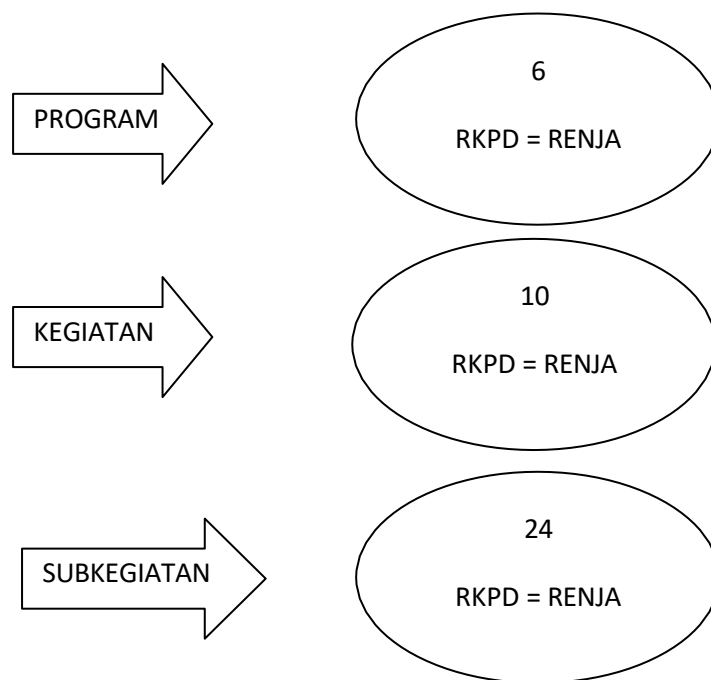 PROGRAM
6
RKPD = RENJA
KEGIATAN
10
RKPD = RENJA
SUBKEGIATAN
24
RKPD = RENJA